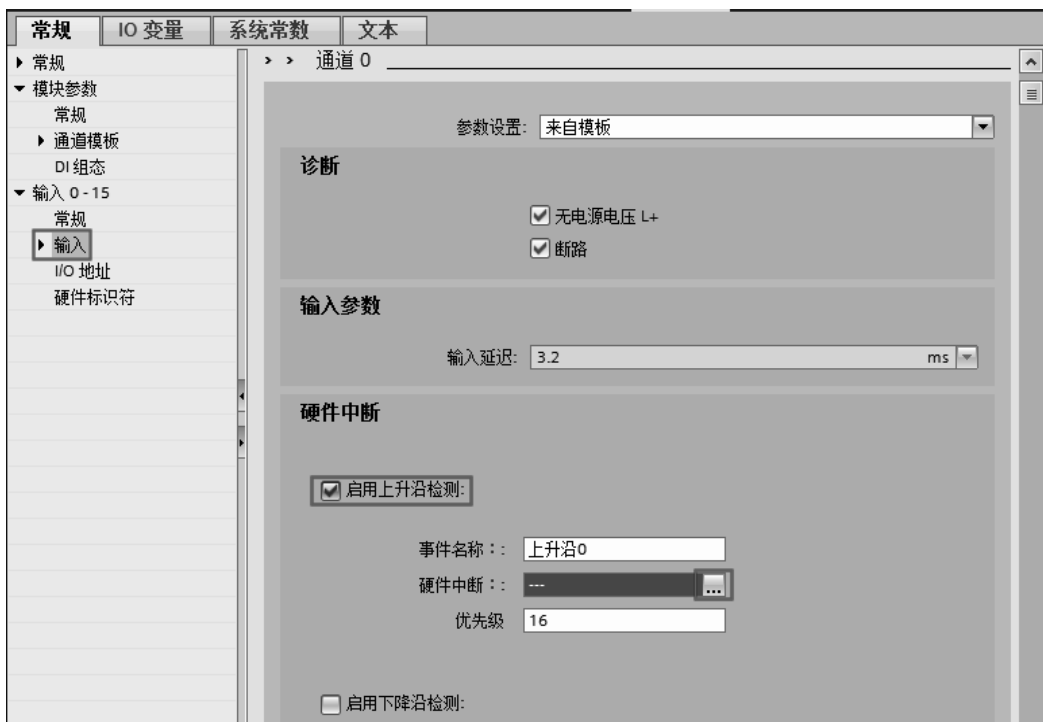 常规 IO 变量 系统常数 文本
常规
模块参数
常规
通道模板
DI 组态
输入 0 - 15
常规
输入
I/O 地址
硬件标识符
> > 通道 0
参数设置: 来自模板
诊断
无电源电压 L+
断路
输入参数
输入延迟: 3.2 ms
硬件中断
启用上升沿检测:
事件名称：: 上升沿0
硬件中断：: --- ...
优先级 16
启用下降沿检测: